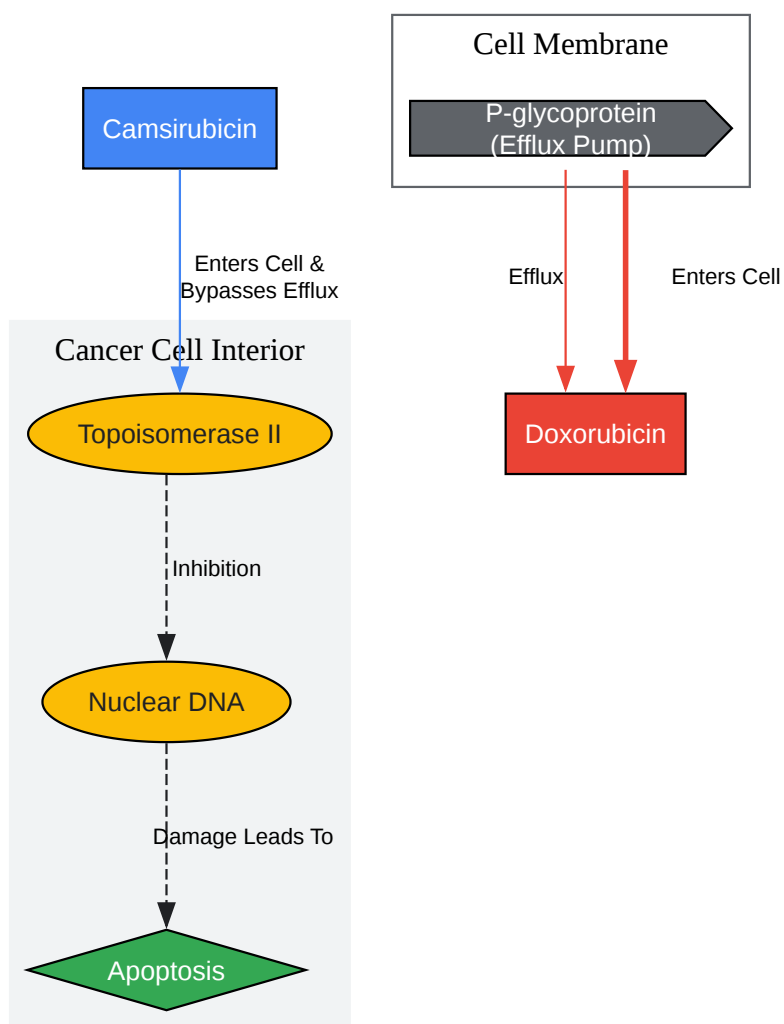 Cell Membrane
Camsirubicin
P-glycoprotein
(Efflux Pump)
Enters Cell &
Bypasses Efflux
Efflux
Enters Cell
Cancer Cell Interior
Topoisomerase II
Doxorubicin
Inhibition
Nuclear DNA
Damage Leads To
Apoptosis